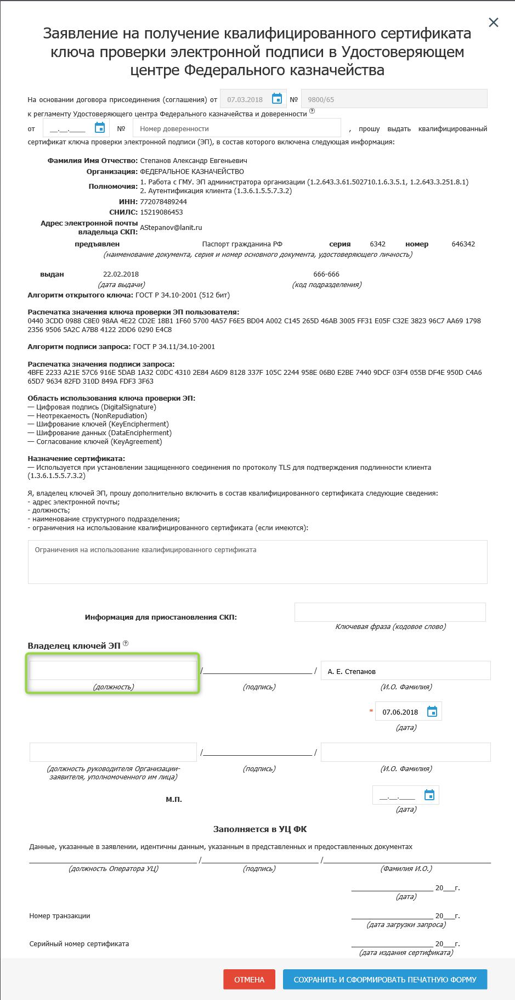 Заявление на получение квалифицированного сертификата
ключа проверки электронной подписи в Удостоверяющем
центре Федерального казначейства
На основании договора присоединения (соглашения) от 07.03.2018 № 9800/65
к регламенту Удостоверяющего центра Федерального казначейства и доверенности ?
от __.__.____ № Номер доверенности , прошу выдать квалифицированный
сертификат ключа проверки электронной подписи (ЭП), в состав которого включена следующая информация:
Фамилия Имя Отчество: Степанов Александр Евгеньевич
Организация: ФЕДЕРАЛЬНОЕ КАЗНАЧЕЙСТВО
Полномочия: 1. Работа с ГМУ. ЭП администратора организации (1.2.643.3.61.502710.1.6.3.5.1, 1.2.643.3.251.8.1)
2. Аутентификация клиента (1.3.6.1.5.5.7.3.2)
ИНН: 772078489244
СНИЛС: 15219086453
Адрес электронной почты
владельца СКП: AStepanov@lanit.ru
предъявлен Паспорт гражданина РФ серия 6342 номер 646342
(наименование документа, серия и номер основного документа, удостоверяющего личность)
выдан 22.02.2018 666-666
(дата выдачи) (код подразделения)
Алгоритм открытого ключа: ГОСТ Р 34.10-2001 (512 бит)
Распечатка значения ключа проверки ЭП пользователя:
0440 3CDD 0988 C8E0 98AA 4E22 CD2E 18B1 1F60 5700 4A57 F6E5 BD04 A002 C145 265D 46AB 3005 FF31 E05F C32E 3823 96C7 AA69 1798
2356 9506 5A2C A7B8 4122 2DD6 0290 E4C8
Алгоритм подписи запроса: ГОСТ Р 34.11/34.10-2001
Распечатка значения подписи запроса:
4BFE 2233 A21E 57C6 916E 5DAB 1A32 C0DC 4310 2E84 A6D9 8128 337F 105C 2244 958E 06B0 E2BE 7440 9DCF 03F4 055B DF4E 950D C4A6
65D7 9634 82FD 310D 849A FDF3 3F63
Область использования ключа проверки ЭП:
— Цифровая подпись (DigitalSignature)
— Неотрекаемость (NonRepudiation)
— Шифрование ключей (KeyEncipherment)
— Шифрование данных (DataEncipherment)
— Согласование ключей (KeyAgreement)
Назначение сертификата:
— Используется при установлении защищенного соединения по протоколу TLS для подтверждения подлинности клиента
(1.3.6.1.5.5.7.3.2)
Я, владелец ключей ЭП, прошу дополнительно включить в состав квалифицированного сертификата следующие сведения:
- адрес электронной почты;
- должность;
- наименование структурного подразделения;
- ограничения на использование квалифицированного сертификата (если имеются):
Ограничения на использование квалифицированного сертификата
Информация для приостановления СКП:
Ключевая фраза (кодовое слово)
Владелец ключей ЭП ?
/____________________________ / А. Е. Степанов
(должность) (подпись) (И.О. Фамилия)
* 07.06.2018
(дата)
/____________________________ /
(должность руководителя Организации-
заявителя, уполномоченного им лица) (подпись) (И.О. Фамилия)
М.П. __.__.____
(дата)
Заполняется в УЦ ФК
Данные, указанные в заявлении, идентичны данным, указанным в представленных и предоставленных документах
____________________________ /____________________________ /____________________________
(должность Оператора УЦ) (подпись) (Фамилия И.О.)
____________________ 20___г.
(дата)
Номер транзакции ____________________ 20___г.
(дата загрузки запроса)
Серийный номер сертификата ____________________ 20___г.
(дата издания сертификата)
ОТМЕНА СОХРАНИТЬ И СФОРМИРОВАТЬ ПЕЧАТНУЮ ФОРМУ